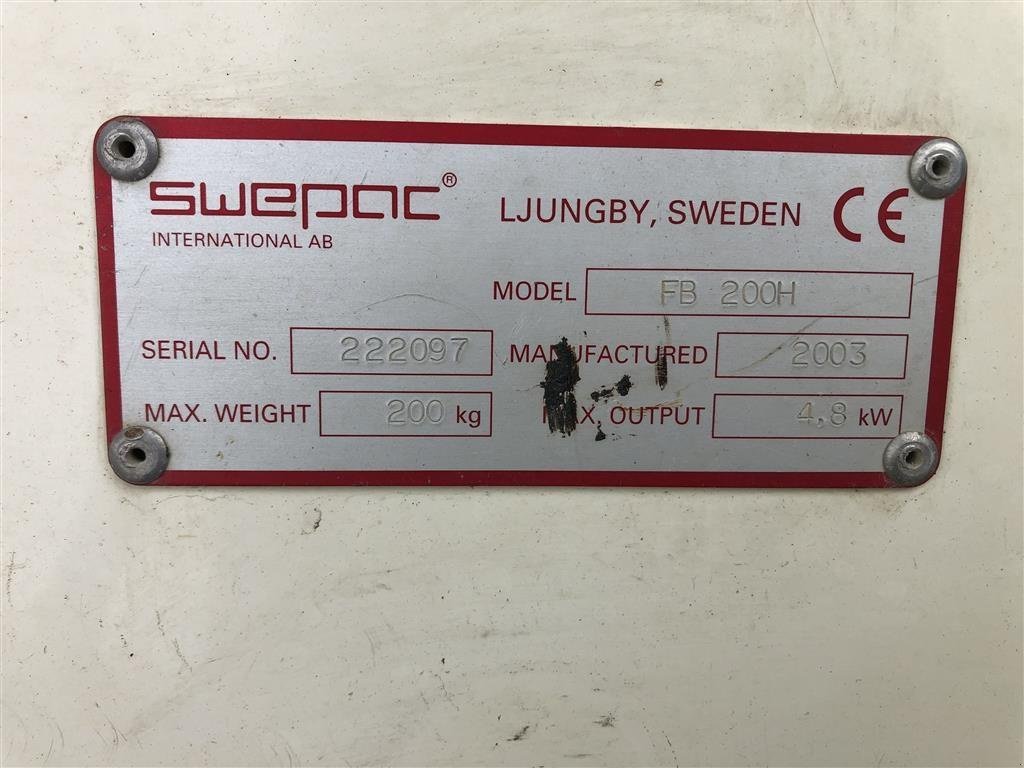 swepac®
INTERNATIONAL AB
LJUNGBY, SWEDEN CE
MODEL FB 200H
SERIAL NO. 222097 MANUFACTURED 2003
MAX. WEIGHT 200 kg MAX. OUTPUT 4,8 kW